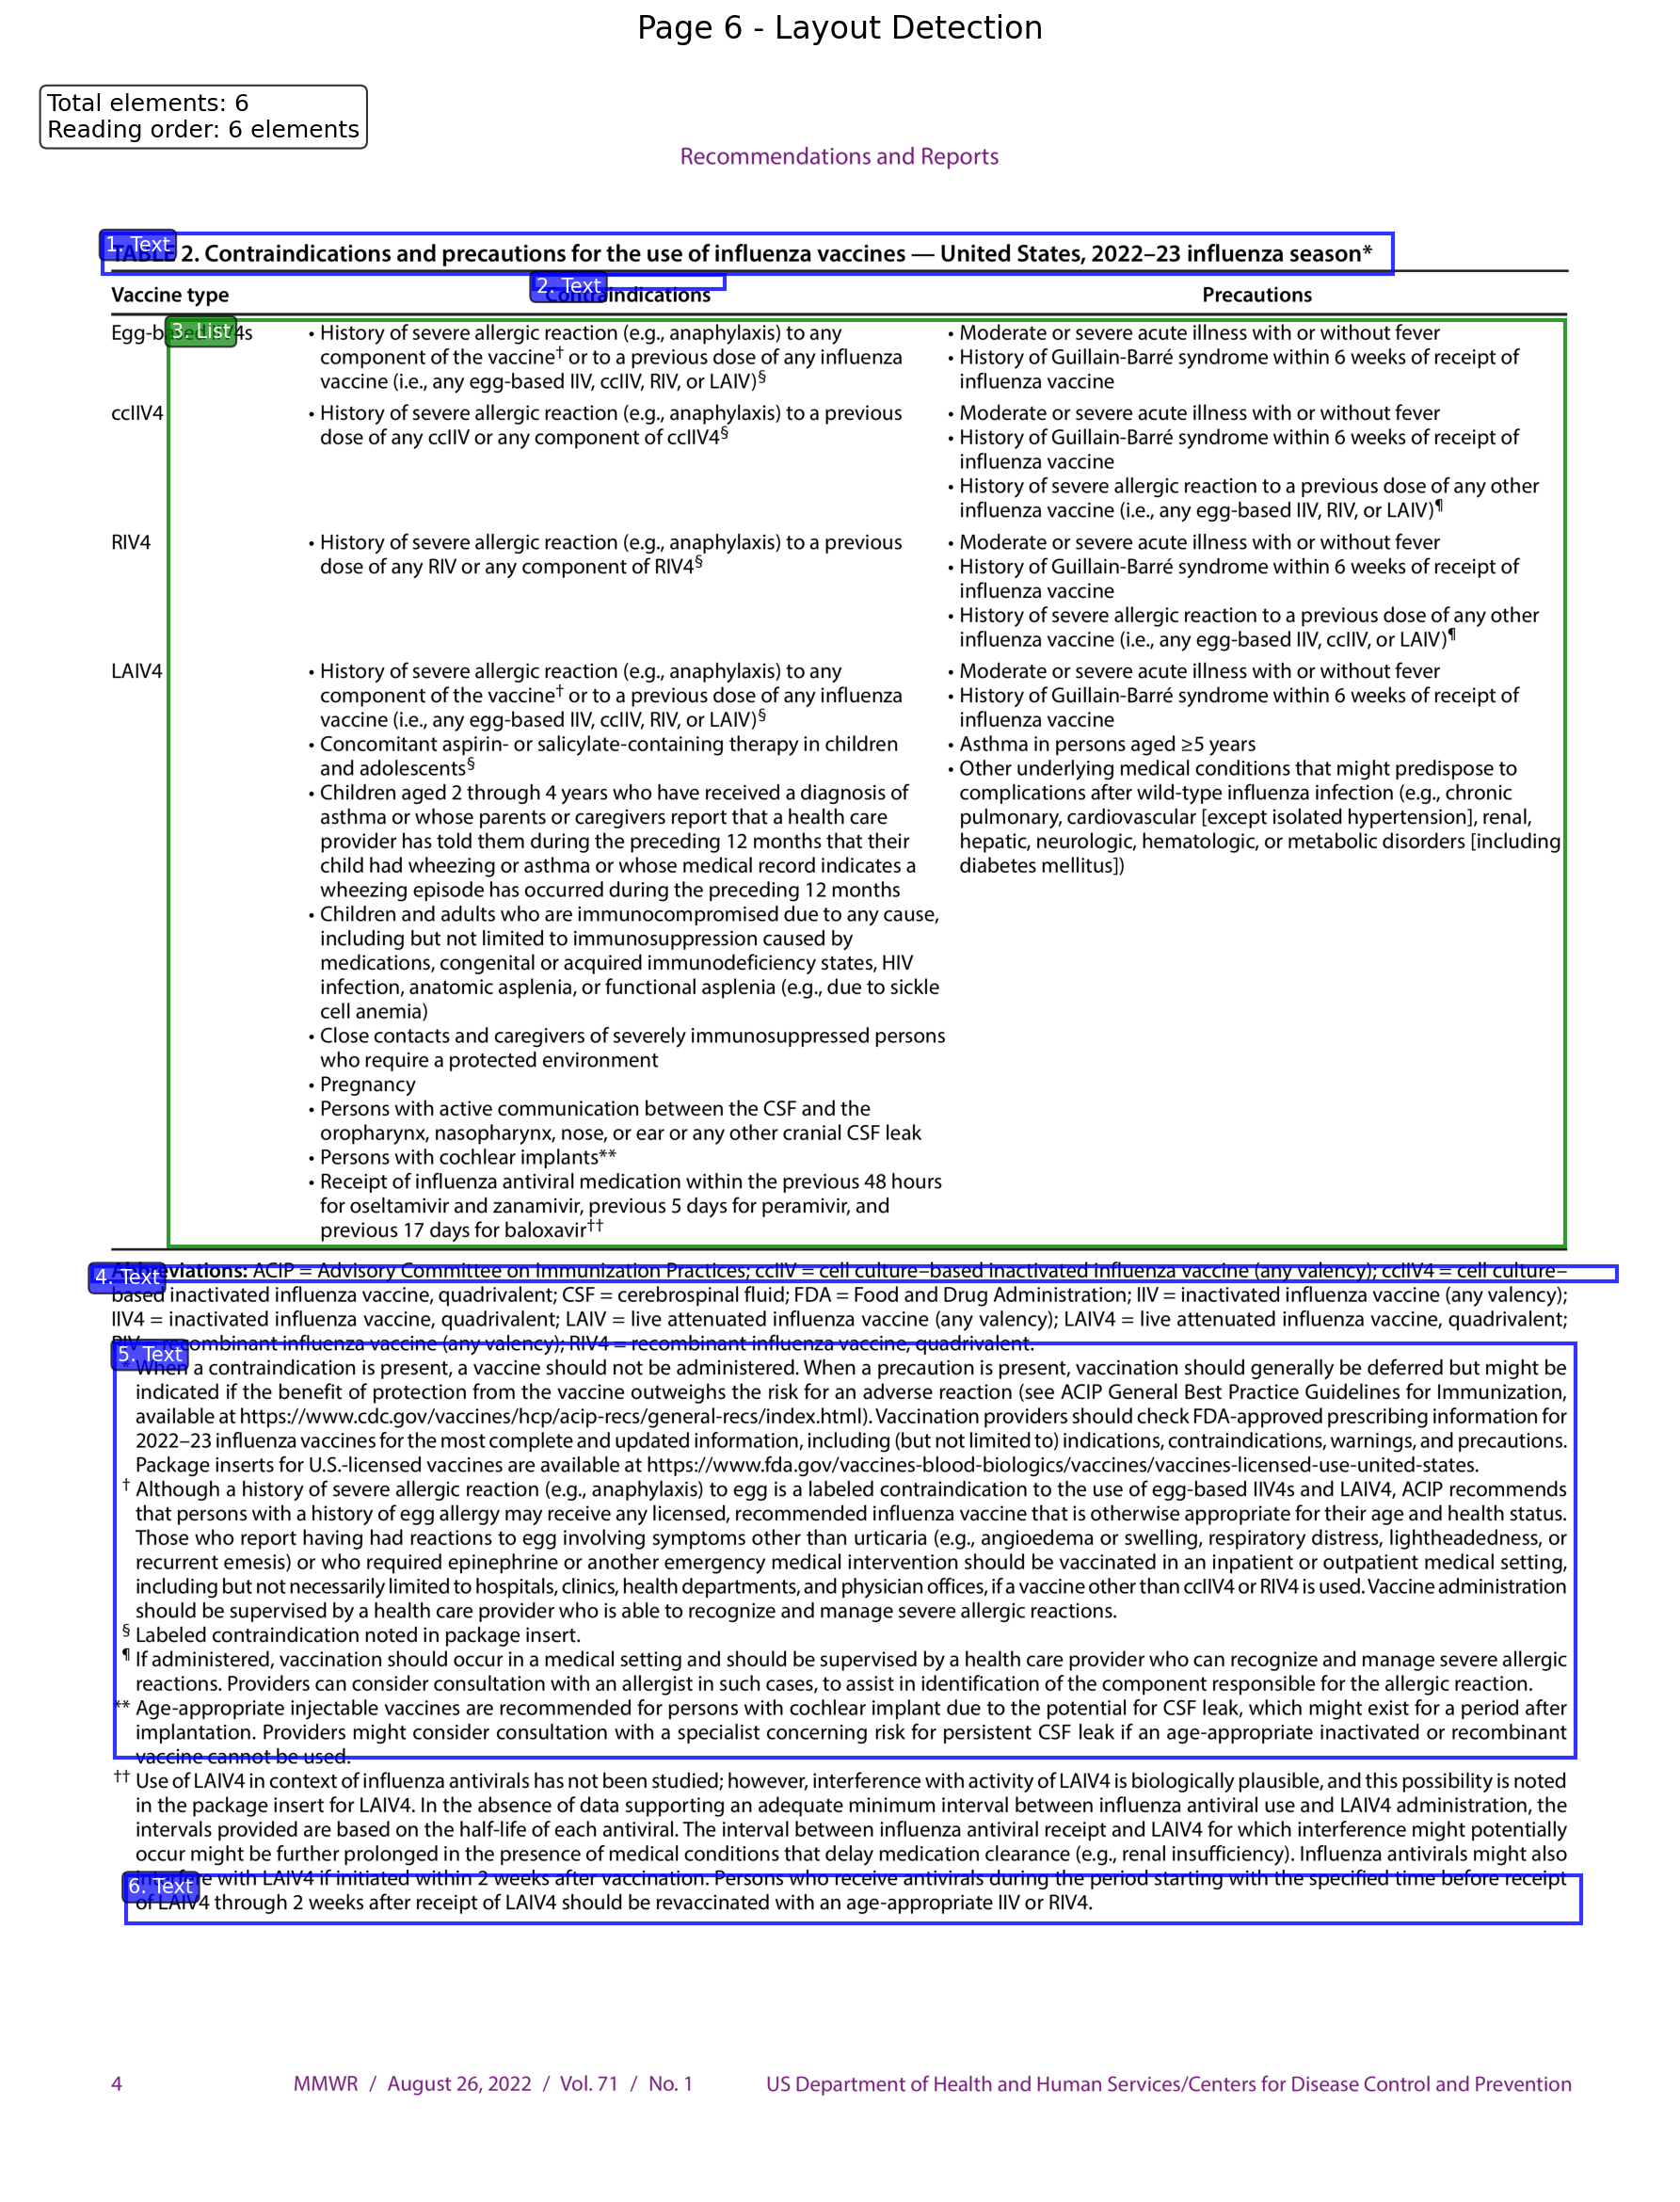 Page 6 - Layout Detection
Total elements: 6
Reading order: 6 elements
Recommendations and Reports
1. Text
TABLE 2. Contraindications and precautions for the use of influenza vaccines — United States, 2022–23 influenza season*
2. Text
Vaccine type Contraindications Precautions
3. List
Egg-based IIV4s
• History of severe allergic reaction (e.g., anaphylaxis) to any
component of the vaccine† or to a previous dose of any influenza
vaccine (i.e., any egg-based IIV, ccIIV, RIV, or LAIV)§
• Moderate or severe acute illness with or without fever
• History of Guillain-Barré syndrome within 6 weeks of receipt of
influenza vaccine
ccIIV4
• History of severe allergic reaction (e.g., anaphylaxis) to a previous
dose of any ccIIV or any component of ccIIV4§
• Moderate or severe acute illness with or without fever
• History of Guillain-Barré syndrome within 6 weeks of receipt of
influenza vaccine
• History of severe allergic reaction to a previous dose of any other
influenza vaccine (i.e., any egg-based IIV, RIV, or LAIV)¶
RIV4
• History of severe allergic reaction (e.g., anaphylaxis) to a previous
dose of any RIV or any component of RIV4§
• Moderate or severe acute illness with or without fever
• History of Guillain-Barré syndrome within 6 weeks of receipt of
influenza vaccine
• History of severe allergic reaction to a previous dose of any other
influenza vaccine (i.e., any egg-based IIV, ccIIV, or LAIV)¶
LAIV4
• History of severe allergic reaction (e.g., anaphylaxis) to any
component of the vaccine† or to a previous dose of any influenza
vaccine (i.e., any egg-based IIV, ccIIV, RIV, or LAIV)§
• Concomitant aspirin- or salicylate-containing therapy in children
and adolescents§
• Children aged 2 through 4 years who have received a diagnosis of
asthma or whose parents or caregivers report that a health care
provider has told them during the preceding 12 months that their
child had wheezing or asthma or whose medical record indicates a
wheezing episode has occurred during the preceding 12 months
• Children and adults who are immunocompromised due to any cause,
including but not limited to immunosuppression caused by
medications, congenital or acquired immunodeficiency states, HIV
infection, anatomic asplenia, or functional asplenia (e.g., due to sickle
cell anemia)
• Close contacts and caregivers of severely immunosuppressed persons
who require a protected environment
• Pregnancy
• Persons with active communication between the CSF and the
oropharynx, nasopharynx, nose, or ear or any other cranial CSF leak
• Persons with cochlear implants**
• Receipt of influenza antiviral medication within the previous 48 hours
for oseltamivir and zanamivir, previous 5 days for peramivir, and
previous 17 days for baloxavir††
• Moderate or severe acute illness with or without fever
• History of Guillain-Barré syndrome within 6 weeks of receipt of
influenza vaccine
• Asthma in persons aged ≥5 years
• Other underlying medical conditions that might predispose to
complications after wild-type influenza infection (e.g., chronic
pulmonary, cardiovascular [except isolated hypertension], renal,
hepatic, neurologic, hematologic, or metabolic disorders [including
diabetes mellitus])
4. Text
Abbreviations: ACIP = Advisory Committee on Immunization Practices; ccIIV = cell culture–based inactivated influenza vaccine (any valency); ccIIV4 = cell culture–
based inactivated influenza vaccine, quadrivalent; CSF = cerebrospinal fluid; FDA = Food and Drug Administration; IIV = inactivated influenza vaccine (any valency);
IIV4 = inactivated influenza vaccine, quadrivalent; LAIV = live attenuated influenza vaccine (any valency); LAIV4 = live attenuated influenza vaccine, quadrivalent;
RIV = recombinant influenza vaccine (any valency); RIV4 = recombinant influenza vaccine, quadrivalent.
5. Text
* When a contraindication is present, a vaccine should not be administered. When a precaution is present, vaccination should generally be deferred but might be
indicated if the benefit of protection from the vaccine outweighs the risk for an adverse reaction (see ACIP General Best Practice Guidelines for Immunization,
available at https://www.cdc.gov/vaccines/hcp/acip-recs/general-recs/index.html). Vaccination providers should check FDA-approved prescribing information for
2022–23 influenza vaccines for the most complete and updated information, including (but not limited to) indications, contraindications, warnings, and precautions.
Package inserts for U.S.-licensed vaccines are available at https://www.fda.gov/vaccines-blood-biologics/vaccines/vaccines-licensed-use-united-states.
† Although a history of severe allergic reaction (e.g., anaphylaxis) to egg is a labeled contraindication to the use of egg-based IIV4s and LAIV4, ACIP recommends
that persons with a history of egg allergy may receive any licensed, recommended influenza vaccine that is otherwise appropriate for their age and health status.
Those who report having had reactions to egg involving symptoms other than urticaria (e.g., angioedema or swelling, respiratory distress, lightheadedness, or
recurrent emesis) or who required epinephrine or another emergency medical intervention should be vaccinated in an inpatient or outpatient medical setting,
including but not necessarily limited to hospitals, clinics, health departments, and physician offices, if a vaccine other than ccIIV4 or RIV4 is used. Vaccine administration
should be supervised by a health care provider who is able to recognize and manage severe allergic reactions.
§ Labeled contraindication noted in package insert.
¶ If administered, vaccination should occur in a medical setting and should be supervised by a health care provider who can recognize and manage severe allergic
reactions. Providers can consider consultation with an allergist in such cases, to assist in identification of the component responsible for the allergic reaction.
** Age-appropriate injectable vaccines are recommended for persons with cochlear implant due to the potential for CSF leak, which might exist for a period after
implantation. Providers might consider consultation with a specialist concerning risk for persistent CSF leak if an age-appropriate inactivated or recombinant
vaccine cannot be used.
†† Use of LAIV4 in context of influenza antivirals has not been studied; however, interference with activity of LAIV4 is biologically plausible, and this possibility is noted
in the package insert for LAIV4. In the absence of data supporting an adequate minimum interval between influenza antiviral use and LAIV4 administration, the
intervals provided are based on the half-life of each antiviral. The interval between influenza antiviral receipt and LAIV4 for which interference might potentially
occur might be further prolonged in the presence of medical conditions that delay medication clearance (e.g., renal insufficiency). Influenza antivirals might also
interfere with LAIV4 if initiated within 2 weeks after vaccination. Persons who receive antivirals during the period starting with the specified time before receipt
6. Text
of LAIV4 through 2 weeks after receipt of LAIV4 should be revaccinated with an age-appropriate IIV or RIV4.
4 MMWR / August 26, 2022 / Vol. 71 / No. 1 US Department of Health and Human Services/Centers for Disease Control and Prevention